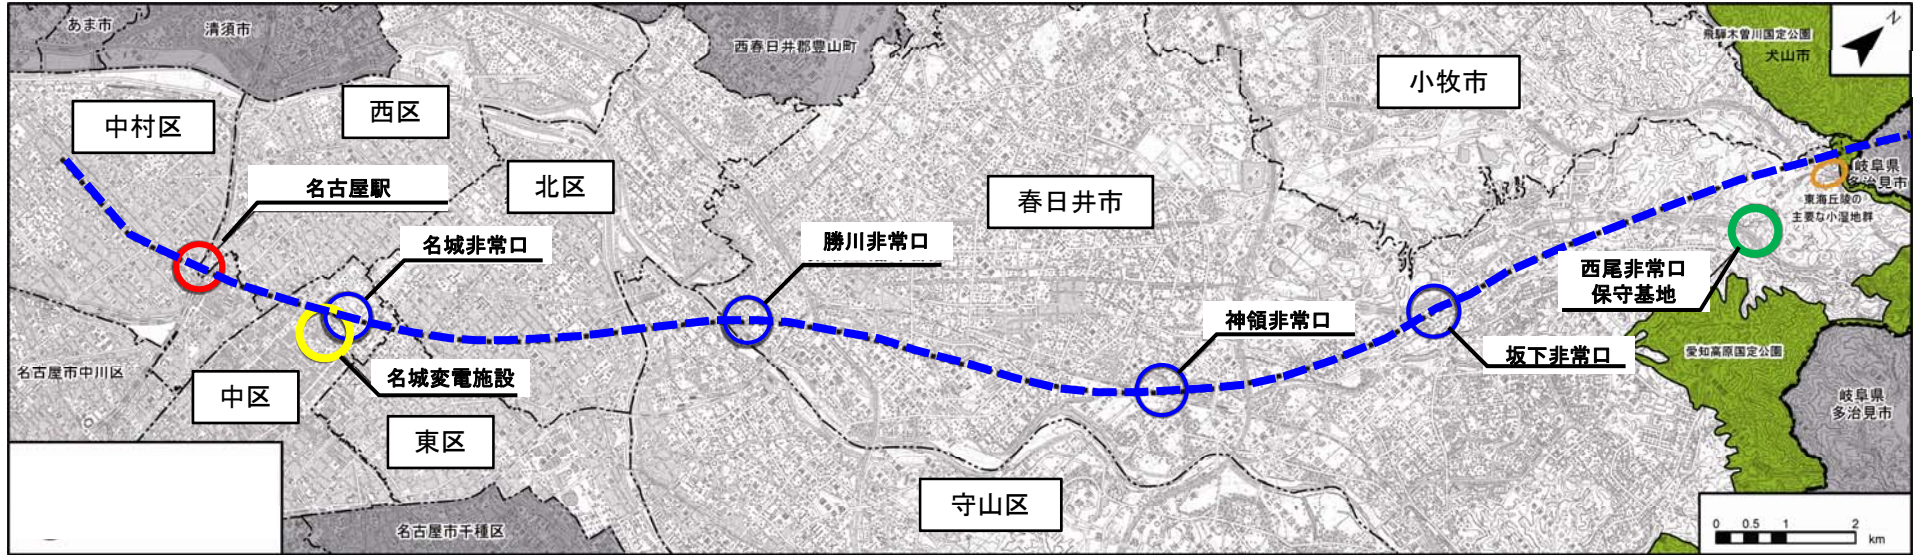 あま市
清須市
西春日井郡豊山町
飛騨木曽川国定公園
犬山市
N
小牧市
中村区
西区
北区
名古屋駅
春日井市
岐阜県
多治見市
東海丘陵の
主要な小湿地群
名城非常口
勝川非常口
西尾非常口
保守基地
神領非常口
坂下非常口
愛知高原国定公園
名古屋市中川区
名城変電施設
中区
東区
岐阜県
多治見市
守山区
名古屋市千種区
0 0.5 1 2
km